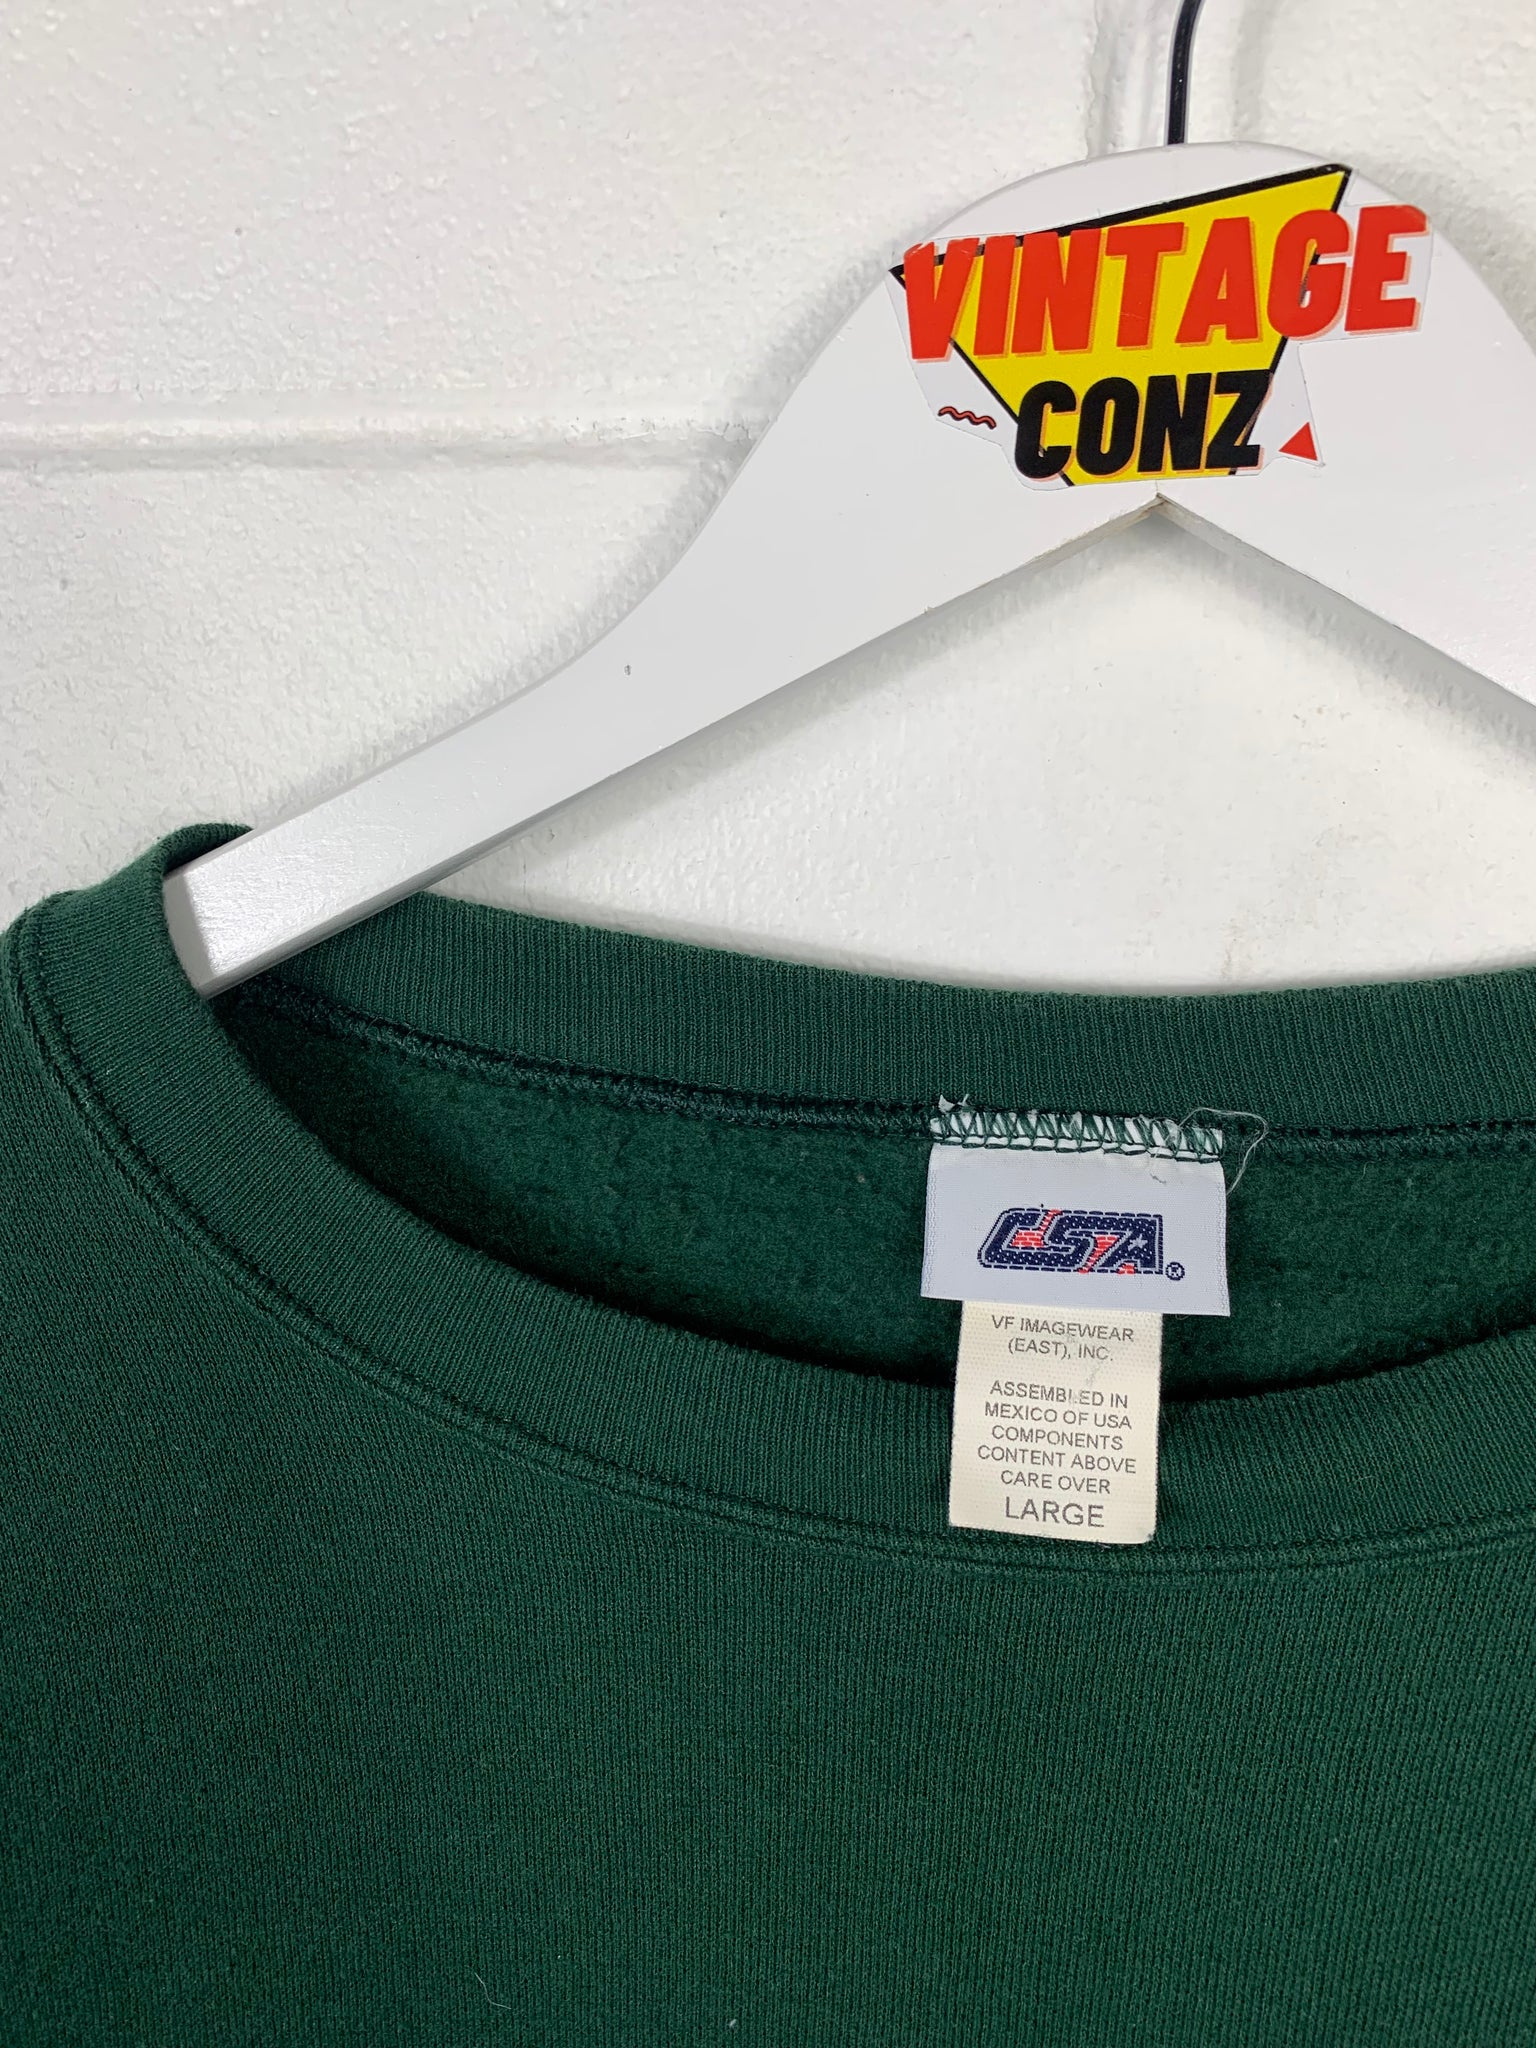 VINTAGE
CONZ
CSA®
VF IMAGEWEAR
(EAST), INC.
ASSEMBLED IN
MEXICO OF USA
COMPONENTS
CONTENT ABOVE
CARE OVER
LARGE